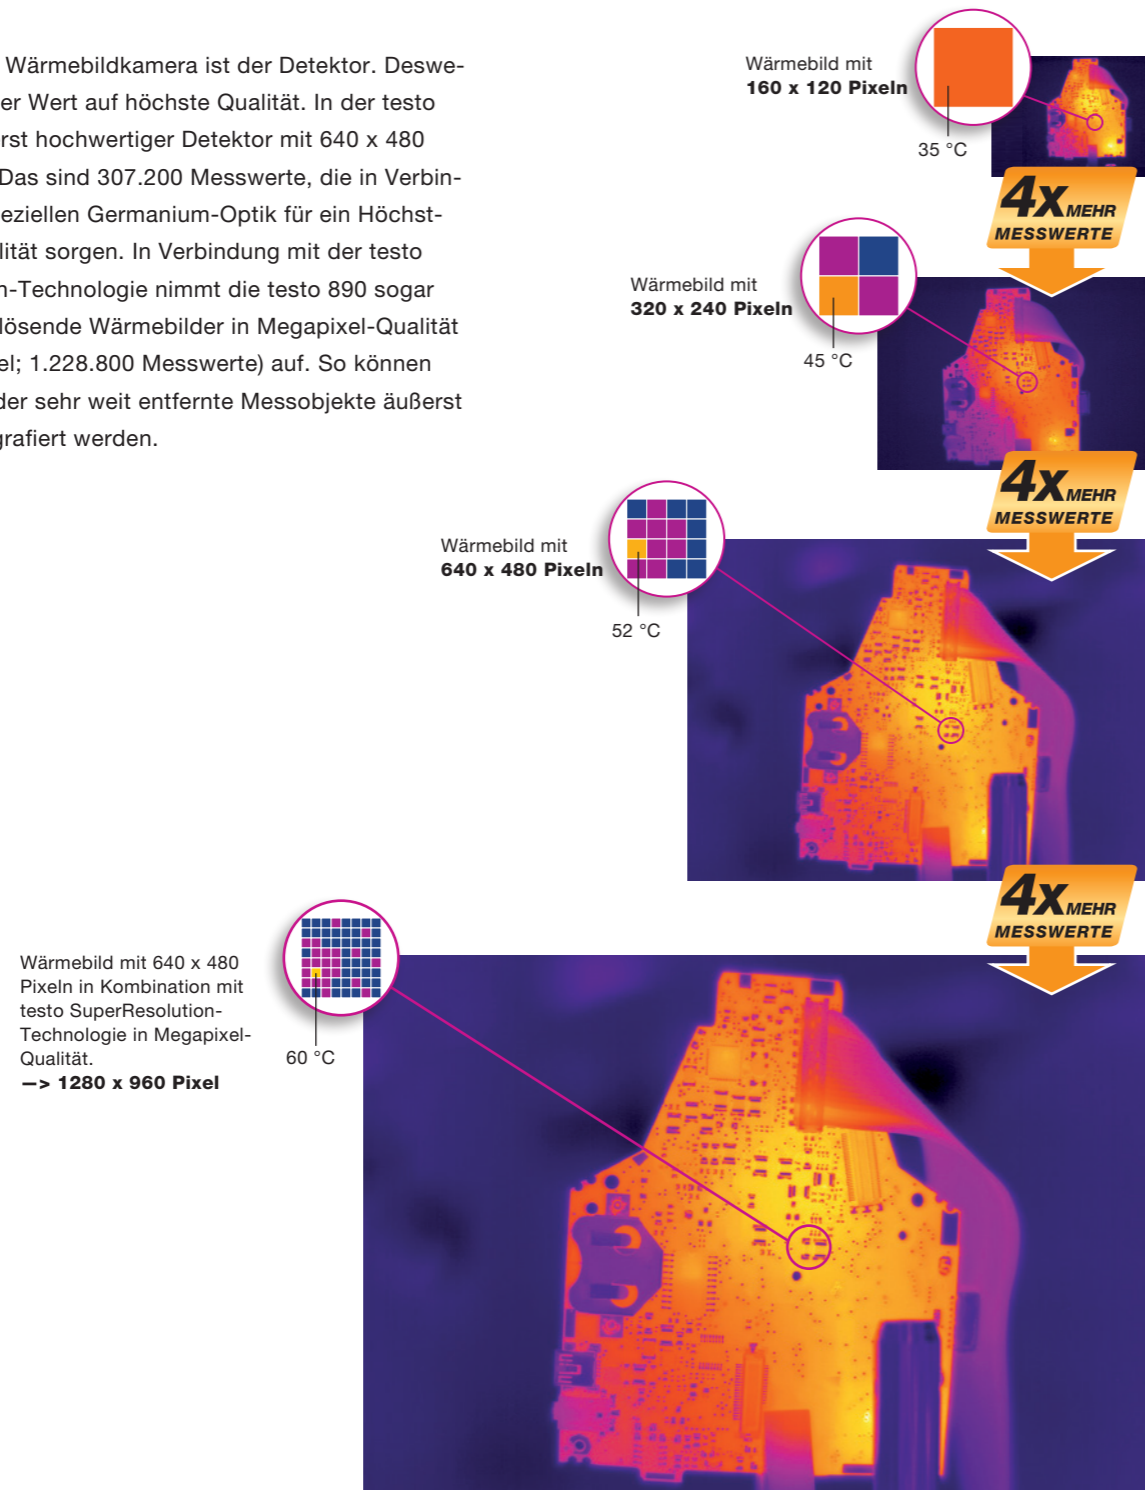 Wärmebildkamera ist der Detektor. Deswe-
er Wert auf höchste Qualität. In der testo
rst hochwertiger Detektor mit 640 x 480
Das sind 307.200 Messwerte, die in Verbin-
eziellen Germanium-Optik für ein Höchst-
lität sorgen. In Verbindung mit der testo
n-Technologie nimmt die testo 890 sogar
lösende Wärmebilder in Megapixel-Qualität
el; 1.228.800 Messwerte) auf. So können
der sehr weit entfernte Messobjekte äußerst
grafiert werden.
Wärmebild mit
160 x 120 Pixeln
35 °C
4x MEHR
MESSWERTE
Wärmebild mit
320 x 240 Pixeln
45 °C
4x MEHR
MESSWERTE
Wärmebild mit
640 x 480 Pixeln
52 °C
4x MEHR
MESSWERTE
Wärmebild mit 640 x 480
Pixeln in Kombination mit
testo SuperResolution-
Technologie in Megapixel-
Qualität.
—> 1280 x 960 Pixel
60 °C